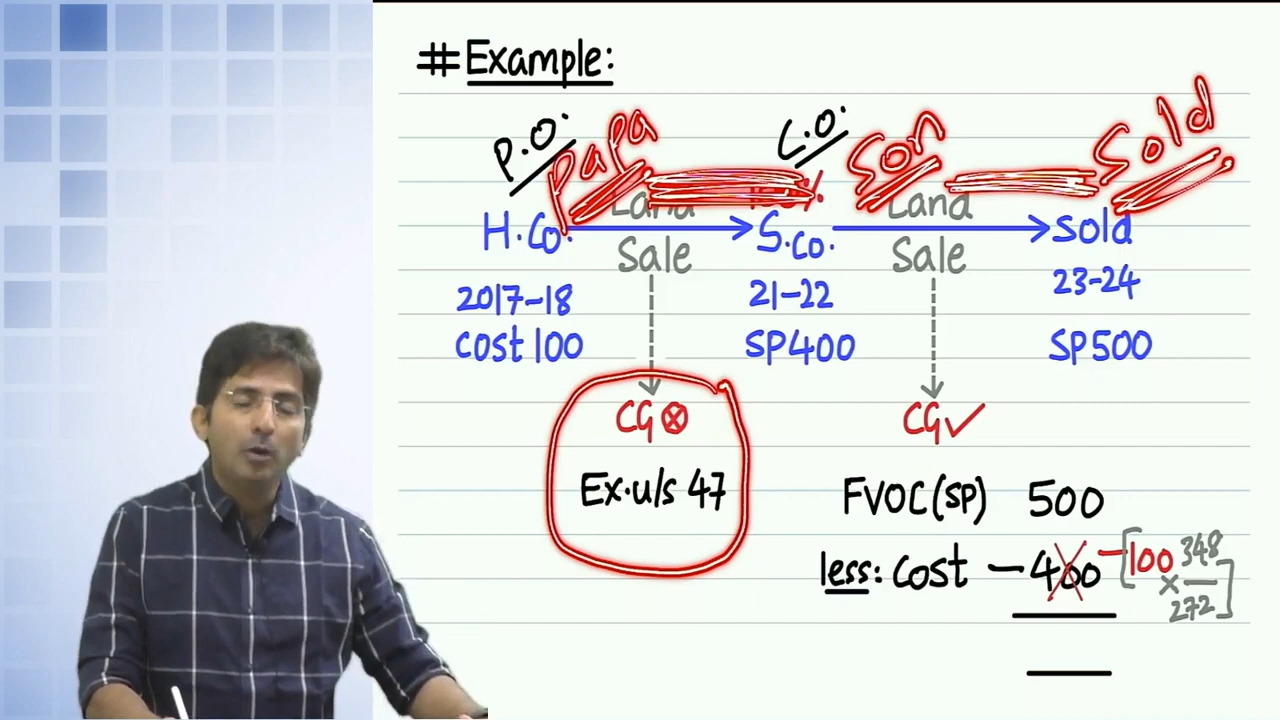 # Example:
P.O. Papa C.O. Son Sold
100%
Land Land
H.Co. S.Co. Sold
Sale Sale
2017-18 21-22 23-24
Cost 100 SP400 SP500
CG⊗ CG✓
Ex.u/s 47 FVOC(SP) 500
less: Cost -400 -[100 × 348/272]